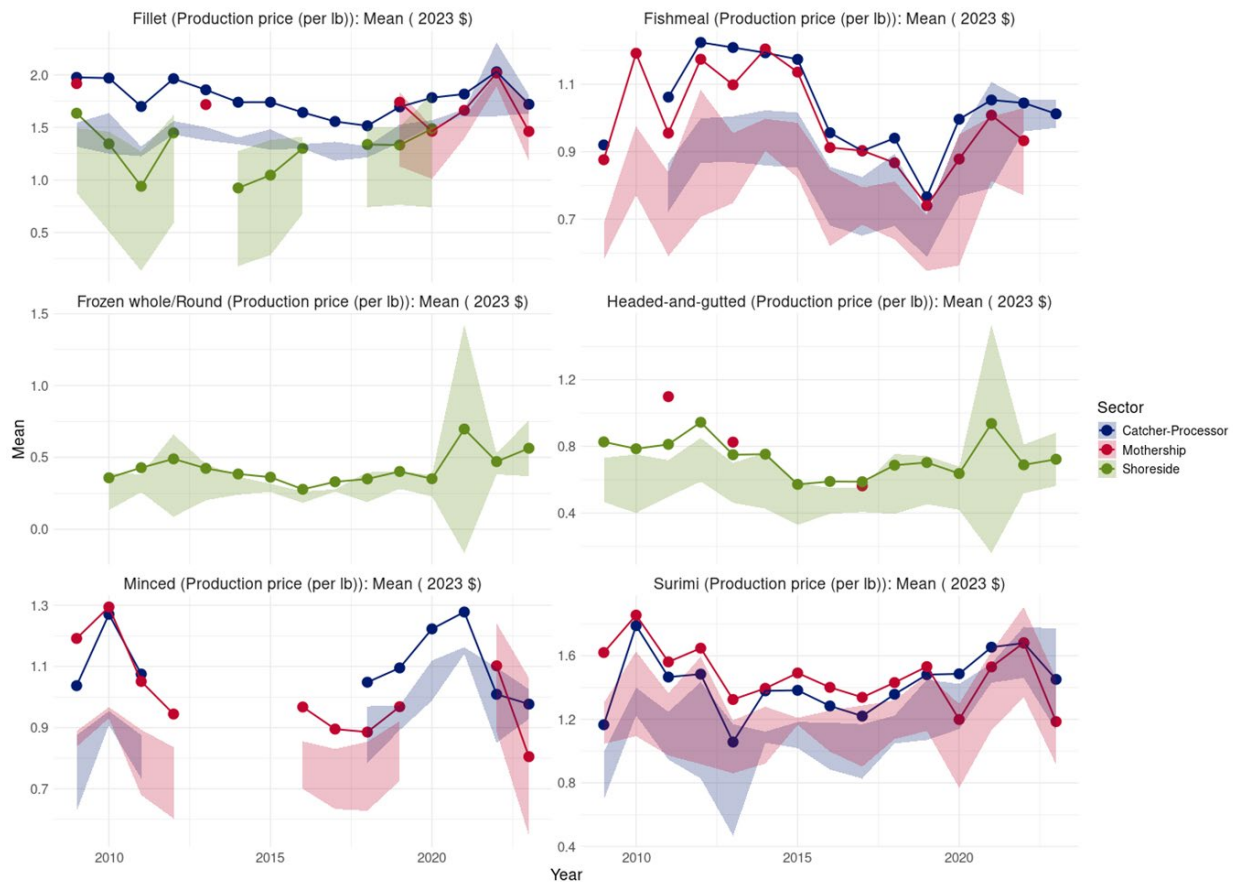 Fillet (Production price (per lb)): Mean ( 2023 $)
Fishmeal (Production price (per lb)): Mean ( 2023 $)
2.0
1.5
1.0
0.5
1.1
0.9
0.7
Frozen whole/Round (Production price (per lb)): Mean ( 2023 $)
Headed-and-gutted (Production price (per lb)): Mean ( 2023 $)
1.5
1.0
0.5
0.0
1.2
0.8
0.4
Mean
Sector
Catcher-Processor
Mothership
Shoreside
Minced (Production price (per lb)): Mean ( 2023 $)
Surimi (Production price (per lb)): Mean ( 2023 $)
1.3
1.1
0.9
0.7
1.6
1.2
0.8
0.4
2010 2015 2020
2010 2015 2020
Year